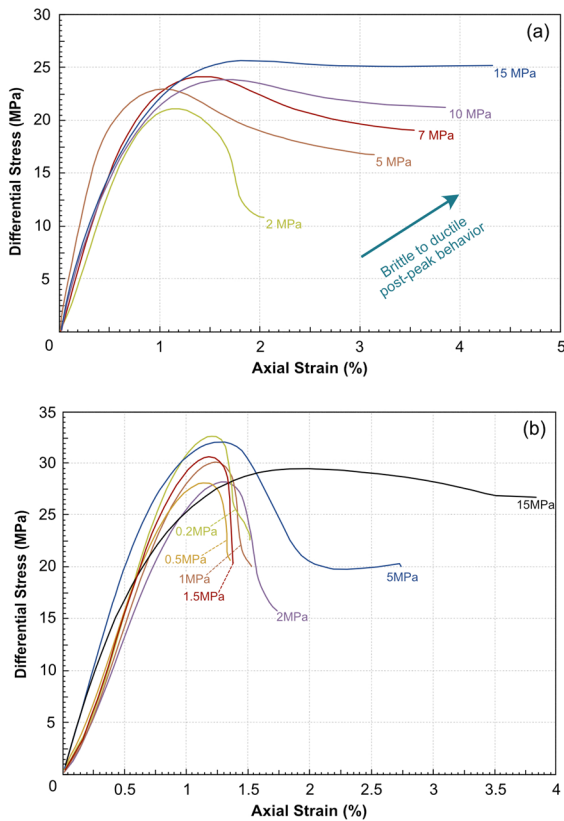 (a)
30
25
20
15
10
5
0
1
2
3
4
5
Differential Stress (MPa)
Axial Strain (%)
15 MPa
10 MPa
7 MPa
5 MPa
2 MPa
Brittle to ductile
post-peak behavior
(b)
35
30
25
20
15
10
5
0
0.5
1
1.5
2
2.5
3
3.5
4
Differential Stress (MPa)
Axial Strain (%)
15MPa
0.2MPa
0.5MPa
1MPa
1.5MPa
2MPa
5MPa